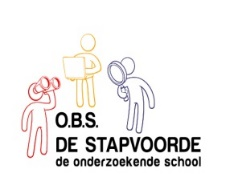 O.B.S.
DE STAPVOORDE
de onderzoekende school